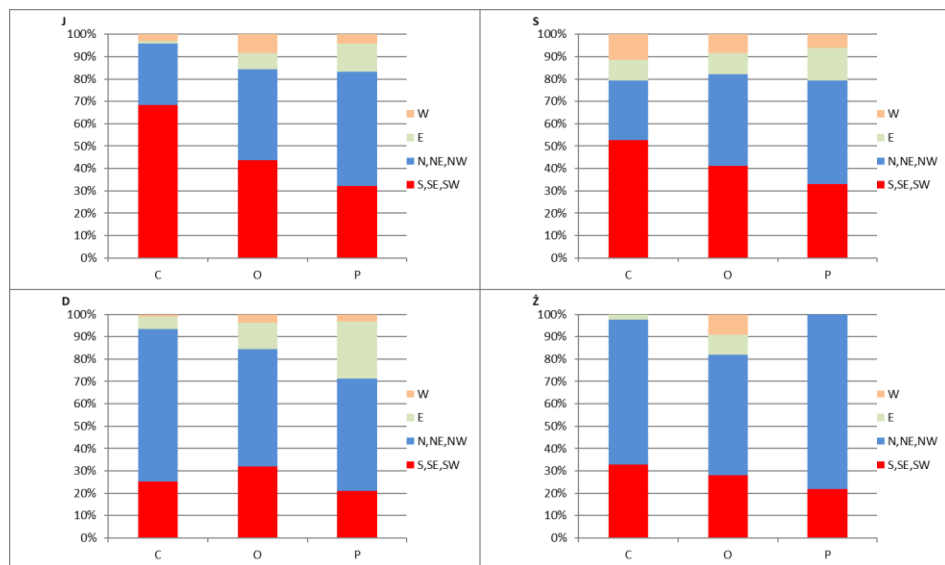 J
100%
90%
80%
70%
60%
50%
40%
30%
20%
10%
0%
C O P
W
E
N,NE,NW
S,SE,SW
S
100%
90%
80%
70%
60%
50%
40%
30%
20%
10%
0%
C O P
W
E
N,NE,NW
S,SE,SW
D
100%
90%
80%
70%
60%
50%
40%
30%
20%
10%
0%
C O P
W
E
N,NE,NW
S,SE,SW
Ż
100%
90%
80%
70%
60%
50%
40%
30%
20%
10%
0%
C O P
W
E
N,NE,NW
S,SE,SW